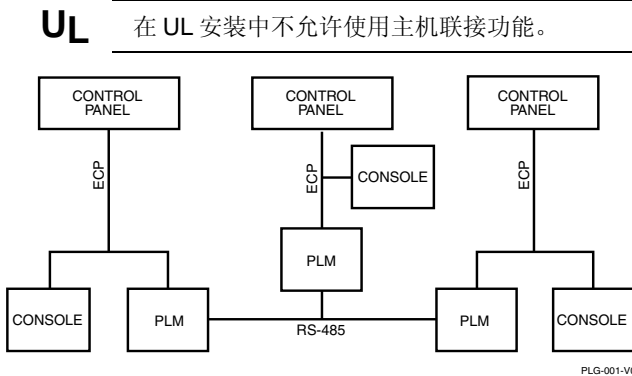 UL 在 UL 安装中不允许使用主机联接功能。
CONTROL PANEL
CONTROL PANEL
CONTROL PANEL
ECP
ECP
ECP
CONSOLE
PLM
CONSOLE
PLM
RS-485
PLM
CONSOLE